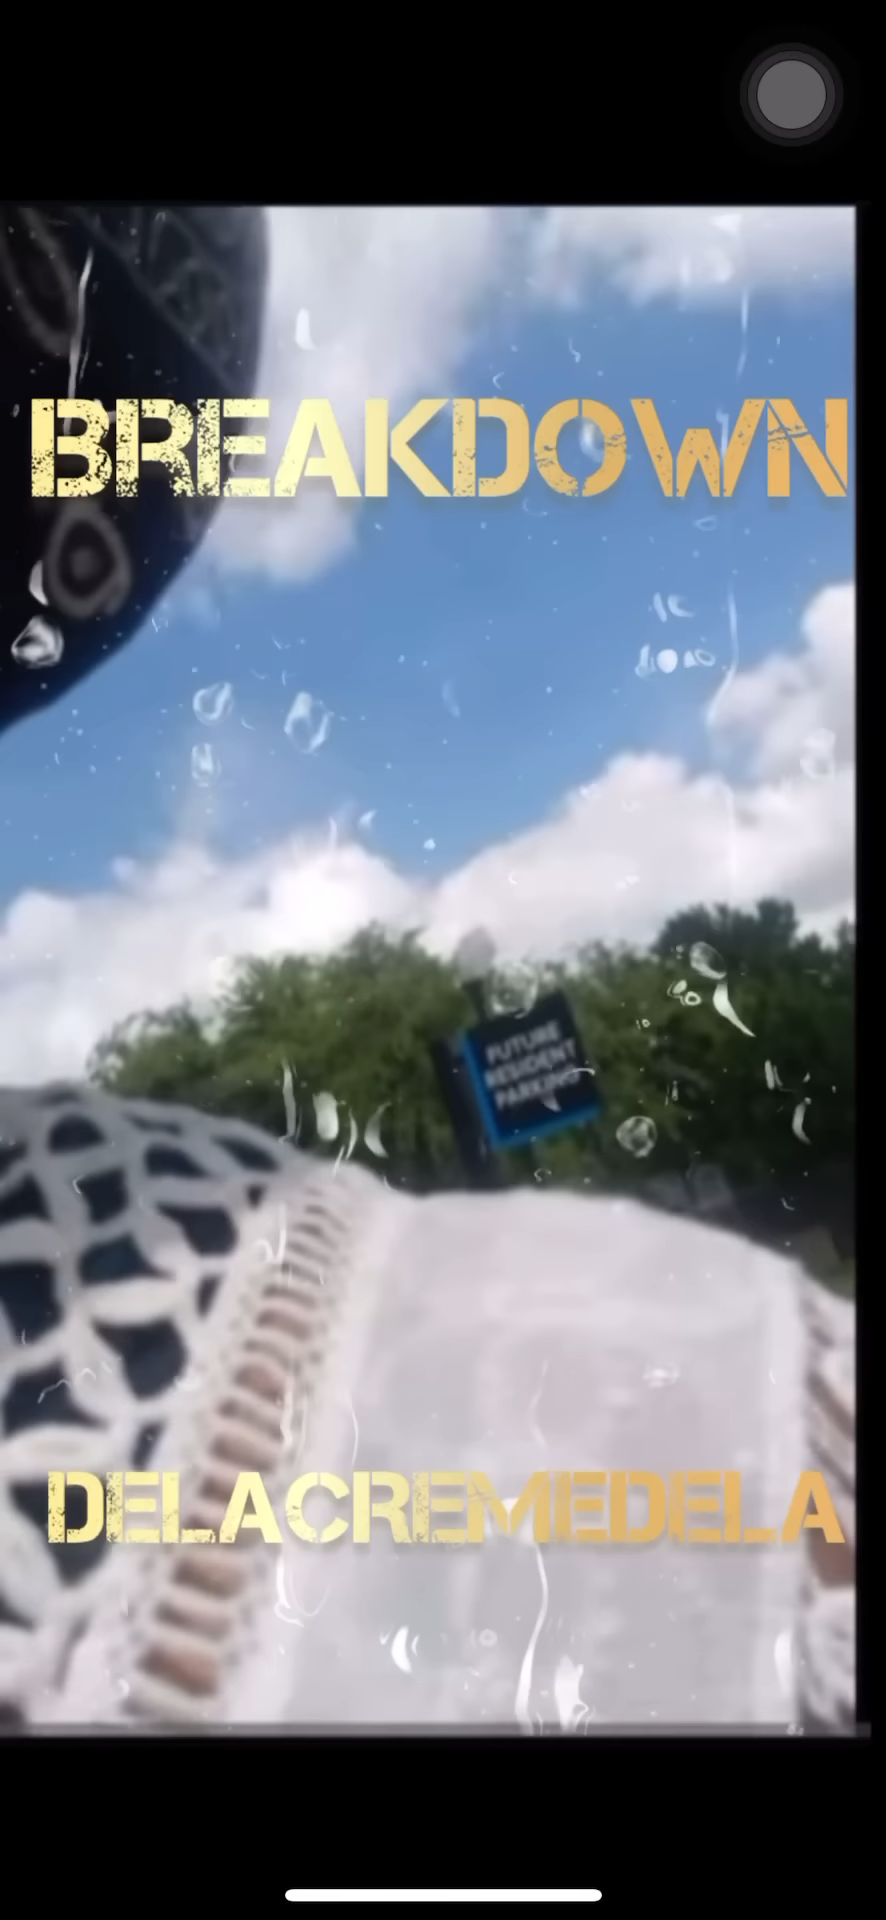 BREAKDOWN
FUTURE
RESIDENT
PARKING
DELACREMEDELA